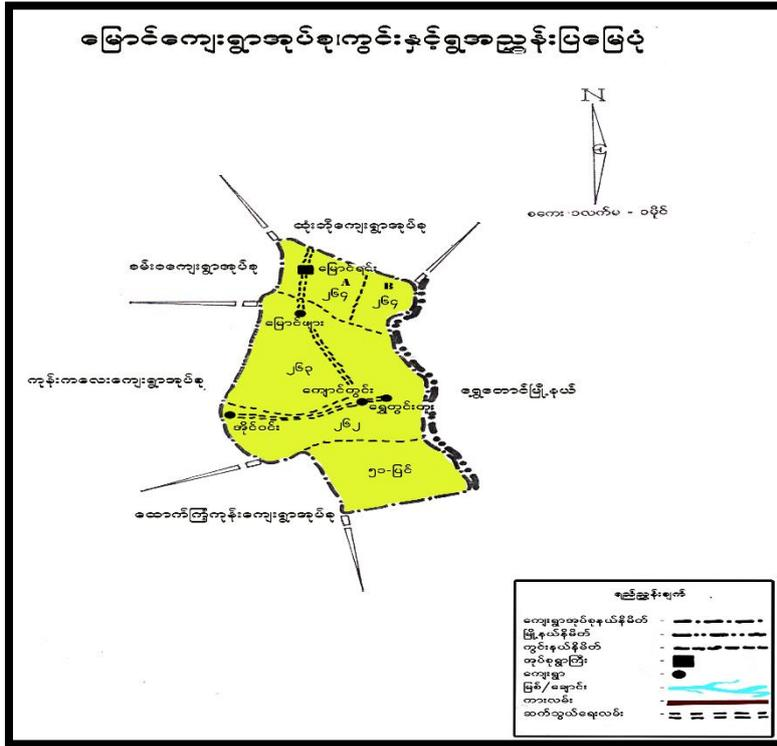 မြောင်ကျေးရွာအုပ်စု၊ကွင်းနှင့်ရွာအညွှန်းပြမြေပုံ
N
စကေး ၁လက်မ - ၁မိုင်
ဆုံးဘိုကျေးရွာအုပ်စု
စမ်းခကျေးရွာအုပ်စု
မြောင်ရင်း
A
၂၆၄
B
၂၆၄
မြောင်ဖျား
၂၆၃
ကုန်းကလေးကျေးရွာအုပ်စု
ကျောင်တွင်း
ရွှေတောင်မြို့နယ်
ရွှေတွင်းတူး
အိုင်ဝင်း
၂၆၂
၅၁-မြင်
ထောက်ကြံ့ကုန်းကျေးရွာအုပ်စု
ရည်ညွှန်းချက်
ကျေးရွာအုပ်စုနယ်နိမိတ် -
မြို့နယ်နိမိတ် -
ကွင်းနယ်နိမိတ် -
အုပ်စုရွာကြီး -
ကျေးရွာ -
မြစ်/ချောင်း -
ကားလမ်း -
ဆက်သွယ်ရေးလမ်း -